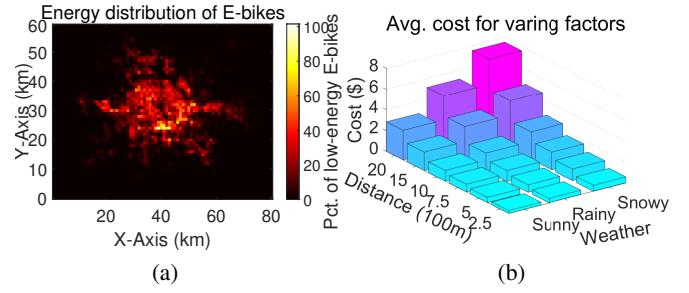 Energy distribution of E-bikes
60
50
40
30
20
10
0
Y-Axis (km)
0
20
40
60
80
X-Axis (km)
100
80
60
40
20
0
Pct. of low-energy E-bikes
(a)
Avg. cost for varing factors
8
6
4
2
0
Cost ($)
20
15
10
7.5
5
2.5
Distance (100m)
Sunny
Rainy
Snowy
Weather
(b)